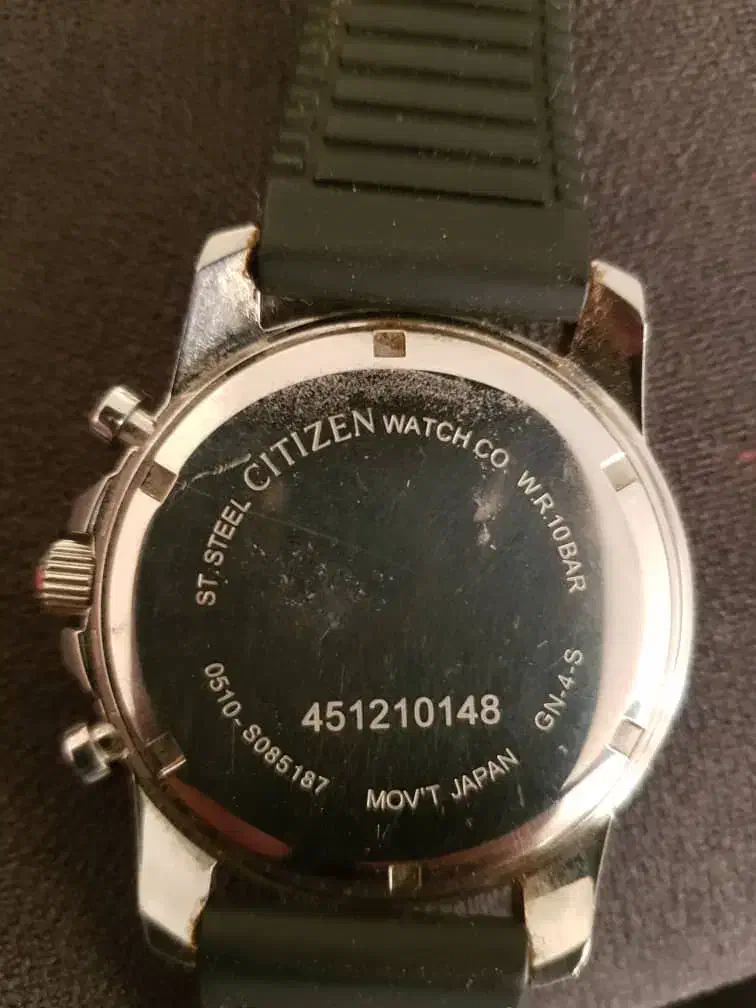 ST. STEEL CITIZEN WATCH CO. W.R.10BAR
451210148
0510-S085187 MOV'T JAPAN GN-4-S